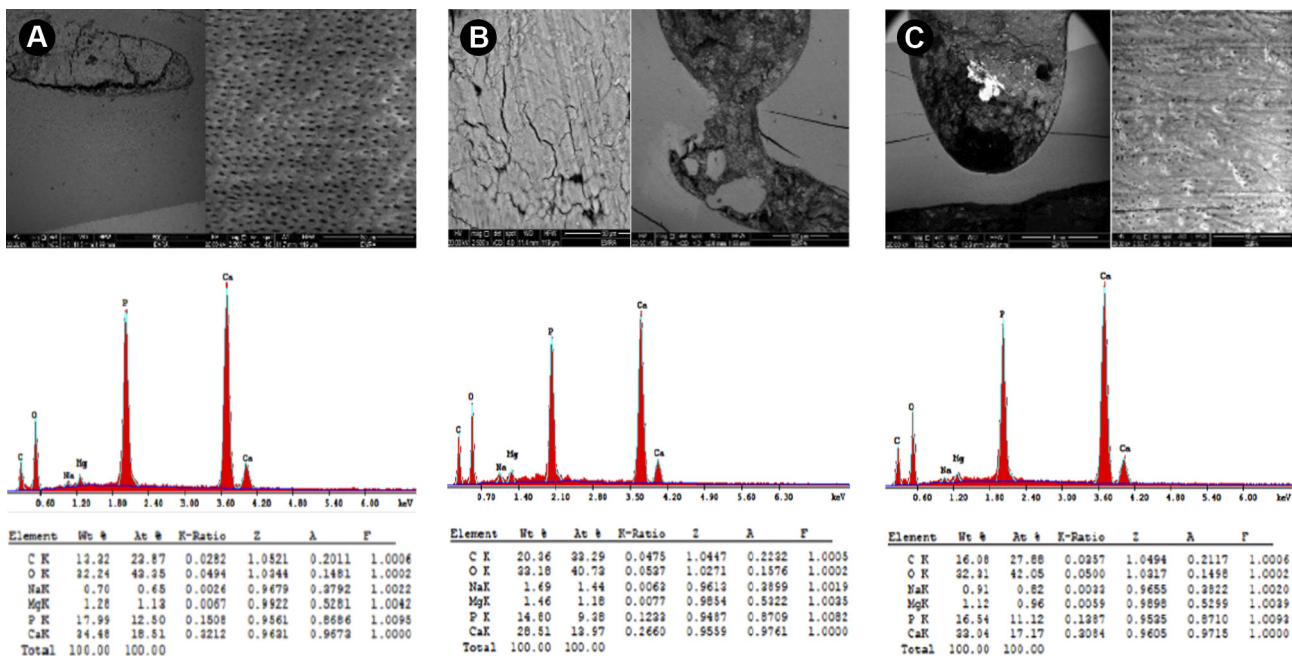 A
B
C
Ca
P
O
C
Na
Mg
Ca
0.60 1.20 1.80 2.40 3.00 3.60 4.20 4.80 5.40 6.00 keV
Element Wt % At % K-Ratio Z A F
C K 13.32 23.87 0.0282 1.0521 0.2011 1.0006
O K 32.24 43.35 0.0494 1.0344 0.1481 1.0002
NaK 0.70 0.65 0.0026 0.9679 0.3792 1.0022
MgK 1.28 1.13 0.0067 0.9922 0.5281 1.0042
P K 17.99 12.50 0.1508 0.9561 0.8686 1.0095
CaK 34.48 18.51 0.3212 0.9631 0.9673 1.0000
Total 100.00 100.00
Ca
P
O
C
Na
Mg
Ca
0.70 1.40 2.10 2.80 3.50 4.20 4.90 5.60 6.30 keV
Element Wt % At % K-Ratio Z A F
C K 20.36 33.29 0.0475 1.0447 0.2232 1.0005
O K 33.18 40.73 0.0537 1.0271 0.1576 1.0002
NaK 1.69 1.44 0.0063 0.9613 0.3899 1.0019
MgK 1.46 1.18 0.0077 0.9854 0.5322 1.0035
P K 14.80 9.38 0.1233 0.9487 0.8709 1.0082
CaK 28.51 13.97 0.2660 0.9559 0.9761 1.0000
Total 100.00 100.00
Ca
P
O
C
Na
Mg
Ca
0.60 1.20 1.80 2.40 3.00 3.60 4.20 4.80 5.40 6.00 keV
Element Wt % At % K-Ratio Z A F
C K 16.08 27.88 0.0357 1.0494 0.2117 1.0006
O K 32.31 42.05 0.0500 1.0317 0.1498 1.0002
NaK 0.91 0.82 0.0033 0.9655 0.3822 1.0020
MgK 1.12 0.96 0.0059 0.9898 0.5299 1.0039
P K 16.54 11.12 0.1387 0.9535 0.8710 1.0093
CaK 33.04 17.17 0.3084 0.9605 0.9715 1.0000
Total 100.00 100.00